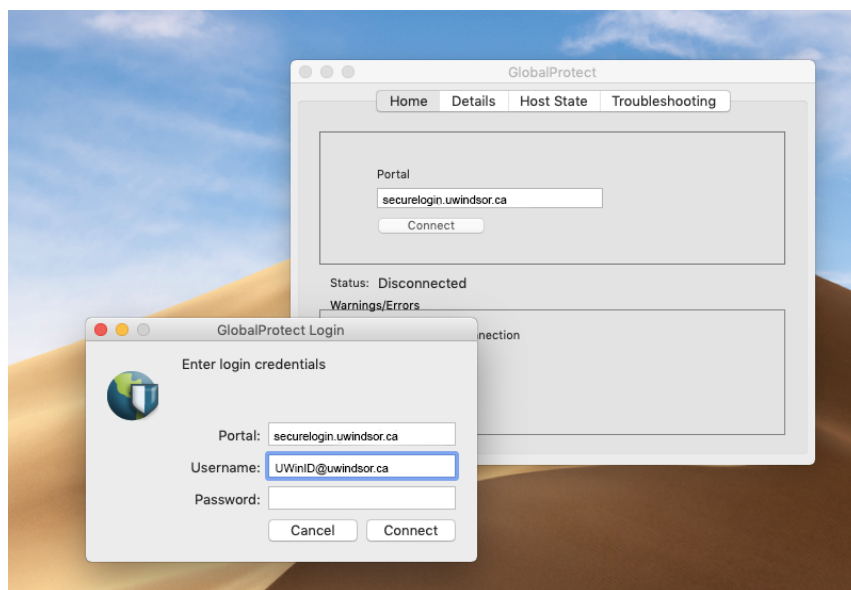 GlobalProtect
Home Details Host State Troubleshooting
Portal
securelogin.uwindsor.ca
Connect
Status: Disconnected
Warnings/Errors
GlobalProtect Login
Enter login credentials
Portal: securelogin.uwindsor.ca
Username: UWinID@uwindsor.ca
Password:
Cancel Connect